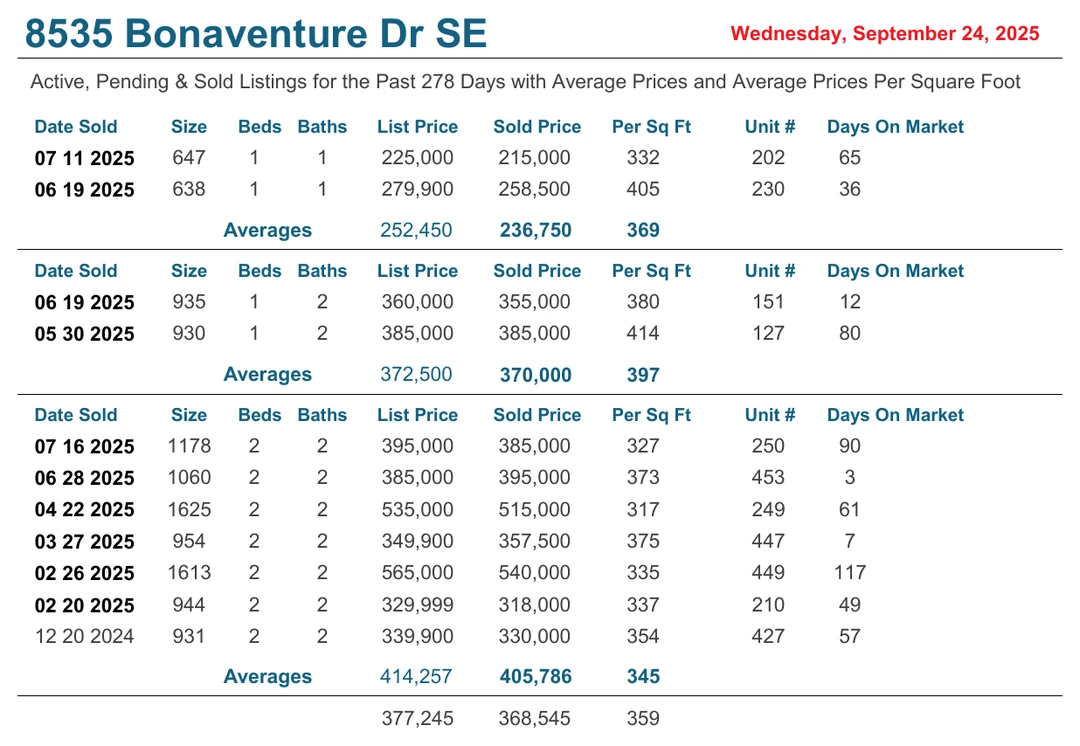 8535 Bonaventure Dr SE Wednesday, September 24, 2025
Active, Pending & Sold Listings for the Past 278 Days with Average Prices and Average Prices Per Square Foot
Date Sold Size Beds Baths List Price Sold Price Per Sq Ft Unit # Days On Market
07 11 2025 647 1 1 225,000 215,000 332 202 65
06 19 2025 638 1 1 279,900 258,500 405 230 36
Averages 252,450 236,750 369
Date Sold Size Beds Baths List Price Sold Price Per Sq Ft Unit # Days On Market
06 19 2025 935 1 2 360,000 355,000 380 151 12
05 30 2025 930 1 2 385,000 385,000 414 127 80
Averages 372,500 370,000 397
Date Sold Size Beds Baths List Price Sold Price Per Sq Ft Unit # Days On Market
07 16 2025 1178 2 2 395,000 385,000 327 250 90
06 28 2025 1060 2 2 385,000 395,000 373 453 3
04 22 2025 1625 2 2 535,000 515,000 317 249 61
03 27 2025 954 2 2 349,900 357,500 375 447 7
02 26 2025 1613 2 2 565,000 540,000 335 449 117
02 20 2025 944 2 2 329,999 318,000 337 210 49
12 20 2024 931 2 2 339,900 330,000 354 427 57
Averages 414,257 405,786 345
377,245 368,545 359